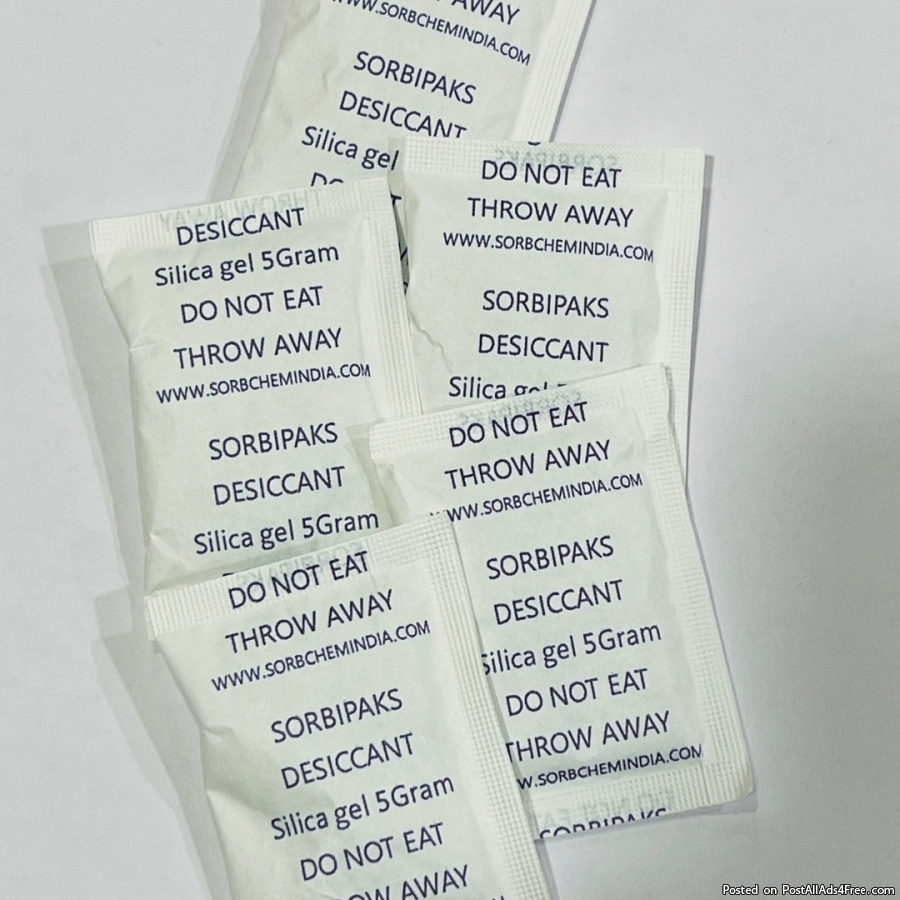 AWAY
WWW.SORBCHEMINDIA.COM
SORBIPAKS
DESICCANT
Silica gel
DESICCANT
Silica gel 5Gram
DO NOT EAT
THROW AWAY
WWW.SORBCHEMINDIA.COM
SORBIPAKS
DESICCANT
Silica gel 5Gram
DO NOT EAT
THROW AWAY
WWW.SORBCHEMINDIA.COM
SORBIPAKS
DESICCANT
Silica gel
DO NOT EAT
THROW AWAY
WWW.SORBCHEMINDIA.COM
SORBIPAKS
DESICCANT
Silica gel 5Gram
DO NOT EAT
THROW AWAY
W.SORBCHEMINDIA.COM
SORBIPAKS
DO NOT EAT
THROW AWAY
WWW.SORBCHEMINDIA.COM
SORBIPAKS
DESICCANT
Silica gel 5Gram
DO NOT EAT
OW AWAY
Posted on PostAllAds4Free.com